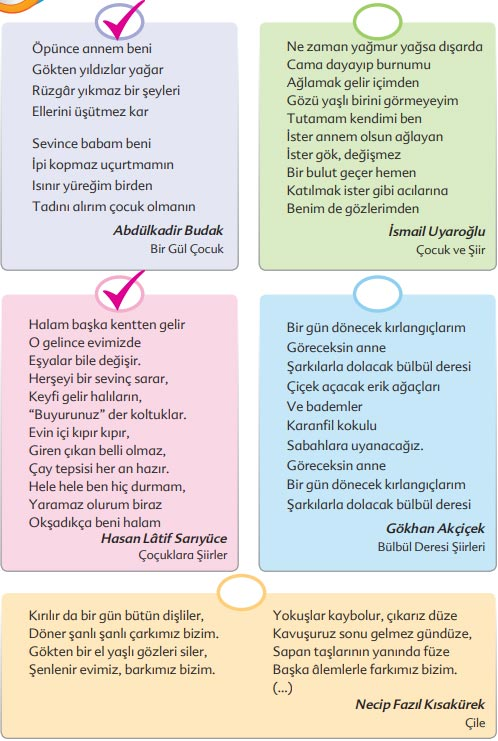 Öpünce annem beni
Gökten yıldızlar yağar
Rüzgâr yıkmaz bir şeyleri
Ellerini üşütmez kar
Sevince babam beni
İpi kopmaz uçurtmamın
Isınır yüreğim birden
Tadını alırım çocuk olmanın
Abdülkadir Budak
Bir Gül Çocuk
Ne zaman yağmur yağsa dışarda
Cama dayayıp burnumu
Ağlamak gelir içimden
Gözü yaşlı birini görmeyeyim
Tutamam kendimi ben
İster annem olsun ağlayan
İster gök, değişmez
Bir bulut geçer hemen
Katılmak ister gibi acılarına
Benim de gözlerimden
İsmail Uyaroğlu
Çocuk ve Şiir
Halam başka kentten gelir
O gelince evimizde
Eşyalar bile değişir.
Herşeyi bir sevinç sarar,
Keyfi gelir halıların,
“Buyurunuz” der koltuklar.
Evin içi kıpır kıpır,
Giren çıkan belli olmaz,
Çay tepsisi her an hazır.
Hele hele ben hiç durmam,
Yaramaz olurum biraz
Okşadıkça beni halam
Hasan Lâtif Sarıyüce
Çoçuklara Şiirler
Bir gün dönecek kırlangıçlarım
Göreceksin anne
Şarkılarla dolacak bülbül deresi
Çiçek açacak erik ağaçları
Ve bademler
Karanfil kokulu
Sabahlara uyanacağız.
Göreceksin anne
Bir gün dönecek kırlangıçlarım
Şarkılarla dolacak bülbül deresi
Gökhan Akçiçek
Bülbül Deresi Şiirleri
Kırılır da bir gün bütün dişliler,
Döner şanlı şanlı çarkımız bizim.
Gökten bir el yaşlı gözleri siler,
Şenlenir evimiz, barkımız bizim.
Yokuşlar kaybolur, çıkarız düze
Kavuşuruz sonu gelmez gündüze,
Sapan taşlarının yanında füze
Başka âlemlerle farkımız bizim.
(...)
Necip Fazıl Kısakürek
Çile